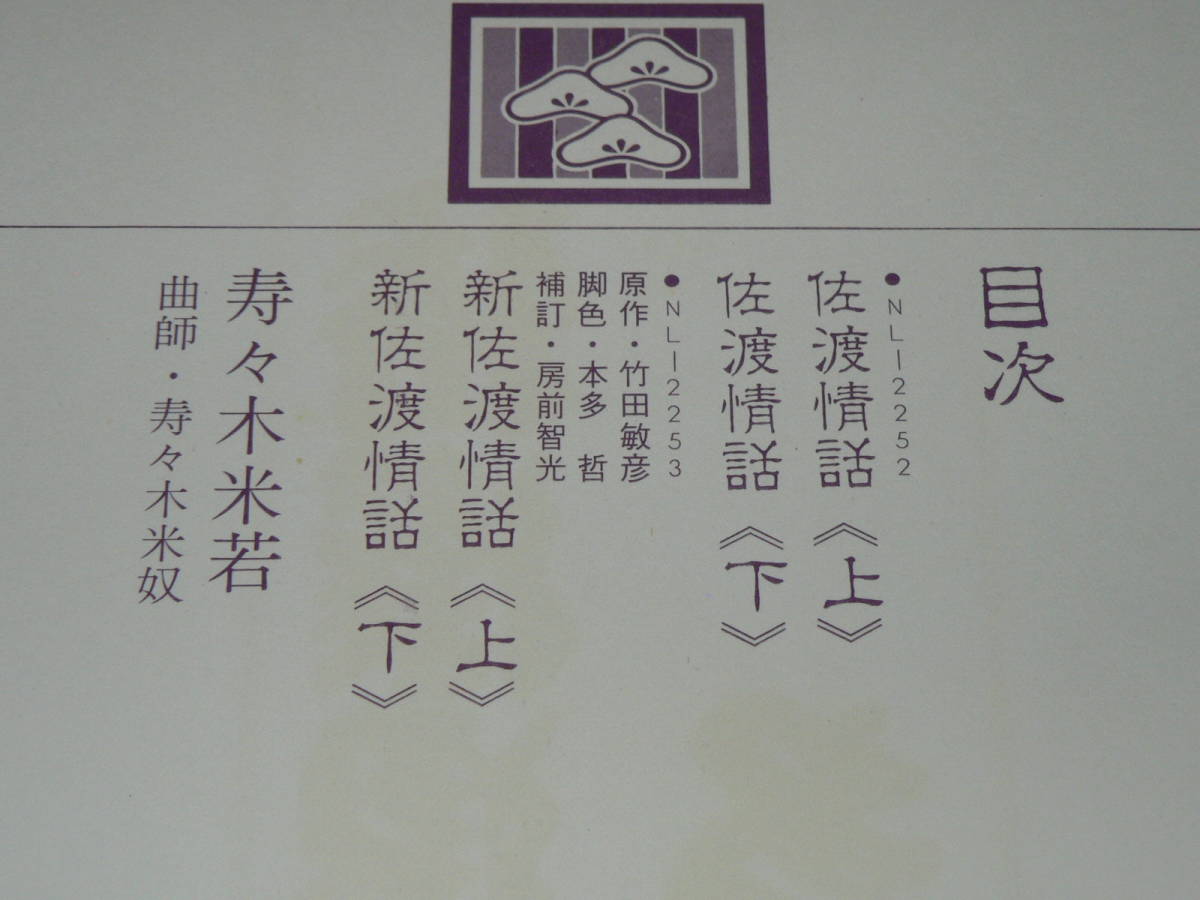 目次
●NL―2252
佐渡情話《上》
佐渡情話《下》
●NL―2253
原作・竹田敏彦
脚色・本多 哲
補訂・房前智光
新佐渡情話《上》
新佐渡情話《下》
寿々木米若
曲師・寿々木米奴